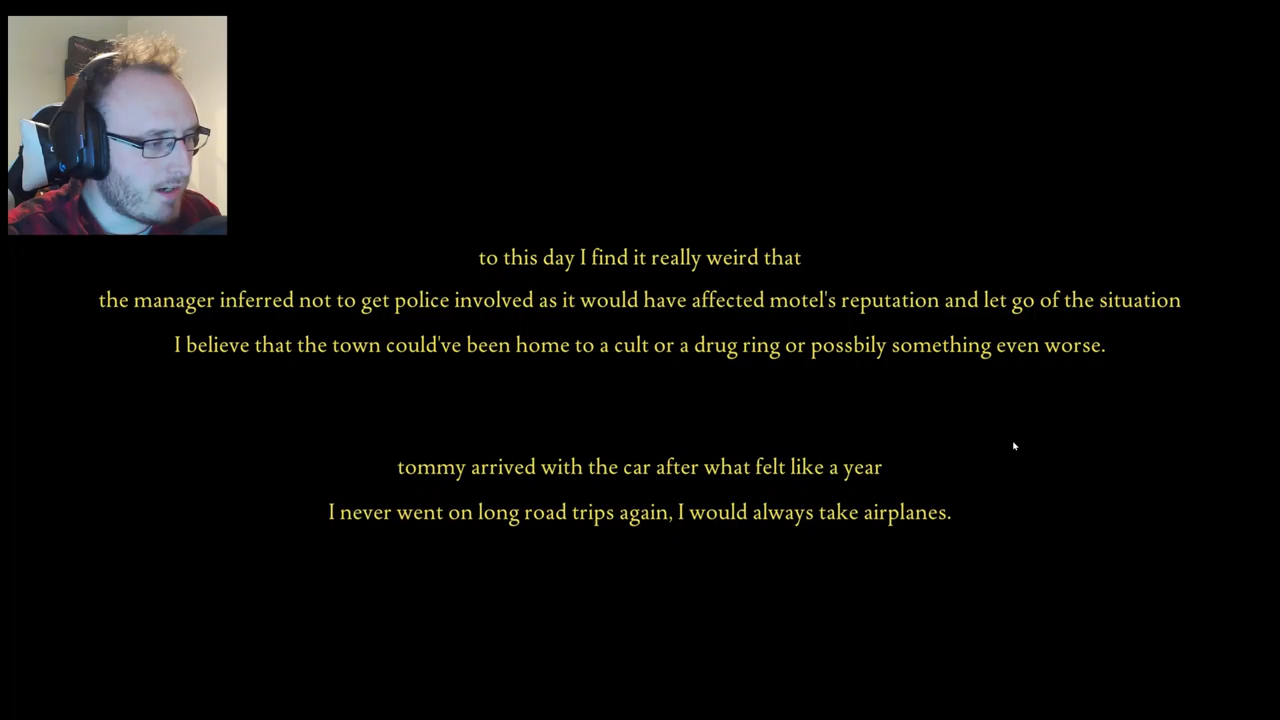 to this day I find it really weird that
the manager inferred not to get police involved as it would have affected motel's reputation and let go of the situation
I believe that the town could've been home to a cult or a drug ring or possbily something even worse.
tommy arrived with the car after what felt like a year
I never went on long road trips again, I would always take airplanes.